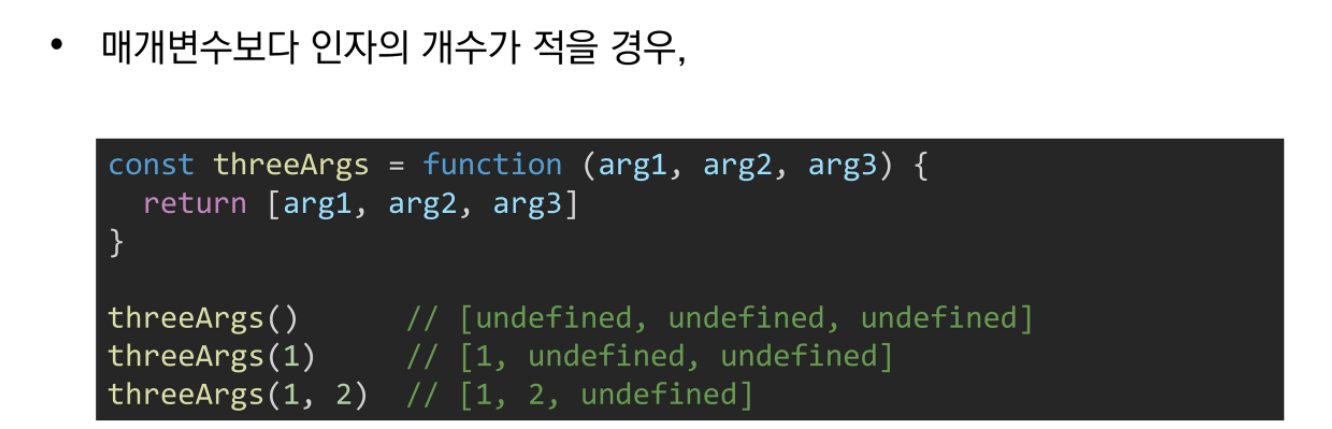 • 매개변수보다 인자의 개수가 적을 경우,
const threeArgs = function (arg1, arg2, arg3) {
  return [arg1, arg2, arg3]
}
threeArgs()      // [undefined, undefined, undefined]
threeArgs(1)     // [1, undefined, undefined]
threeArgs(1, 2)  // [1, 2, undefined]